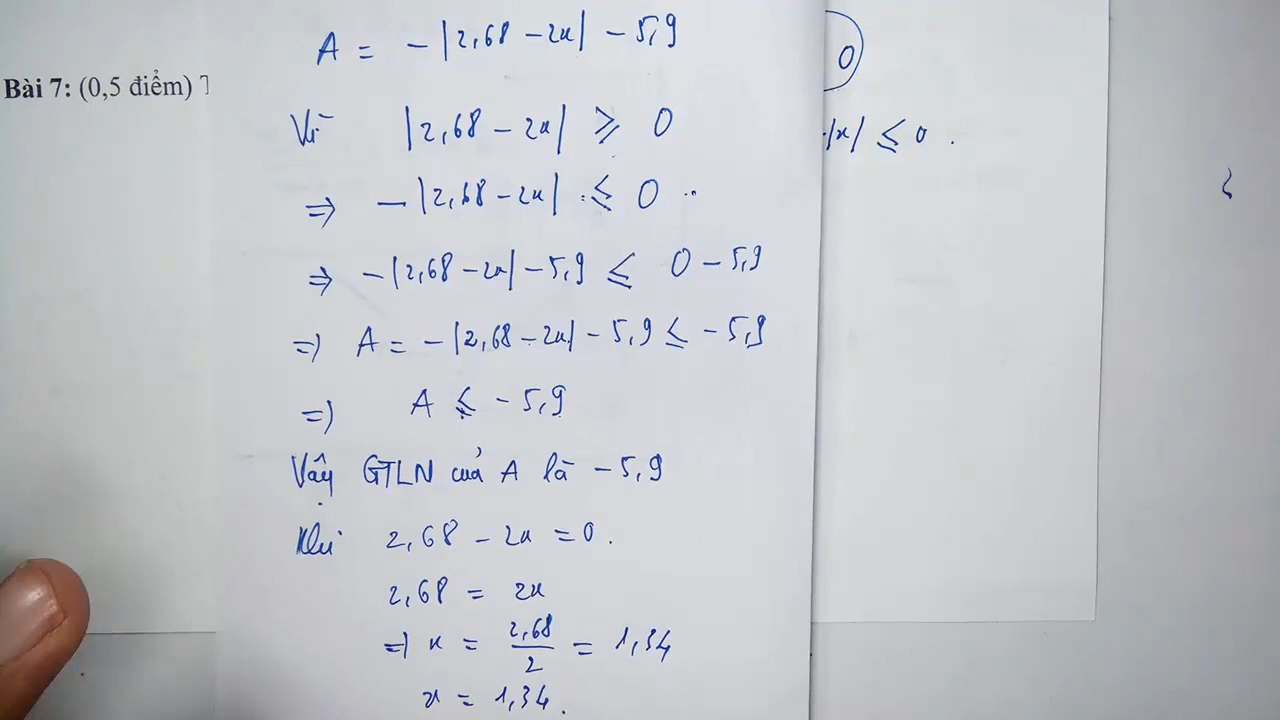 A = -|2,68 - 2x| - 5,9
Bài 7: (0,5 điểm) T
0
Vì |2,68 - 2x| ⩾ 0
-|x| ⩽ 0 .
⇒ -|2,68 - 2x| ⩽ 0
⇒ -|2,68 - 2x| - 5,9 ⩽ 0 - 5,9
⇒ A = -|2,68 - 2x| - 5,9 ⩽ -5,9
⇒ A ⩽ -5,9
Vậy GTLN của A là -5,9
Khi 2,68 - 2x = 0.
2,68 = 2x
⇒ x = 2,68/2 = 1,34
x = 1,34.